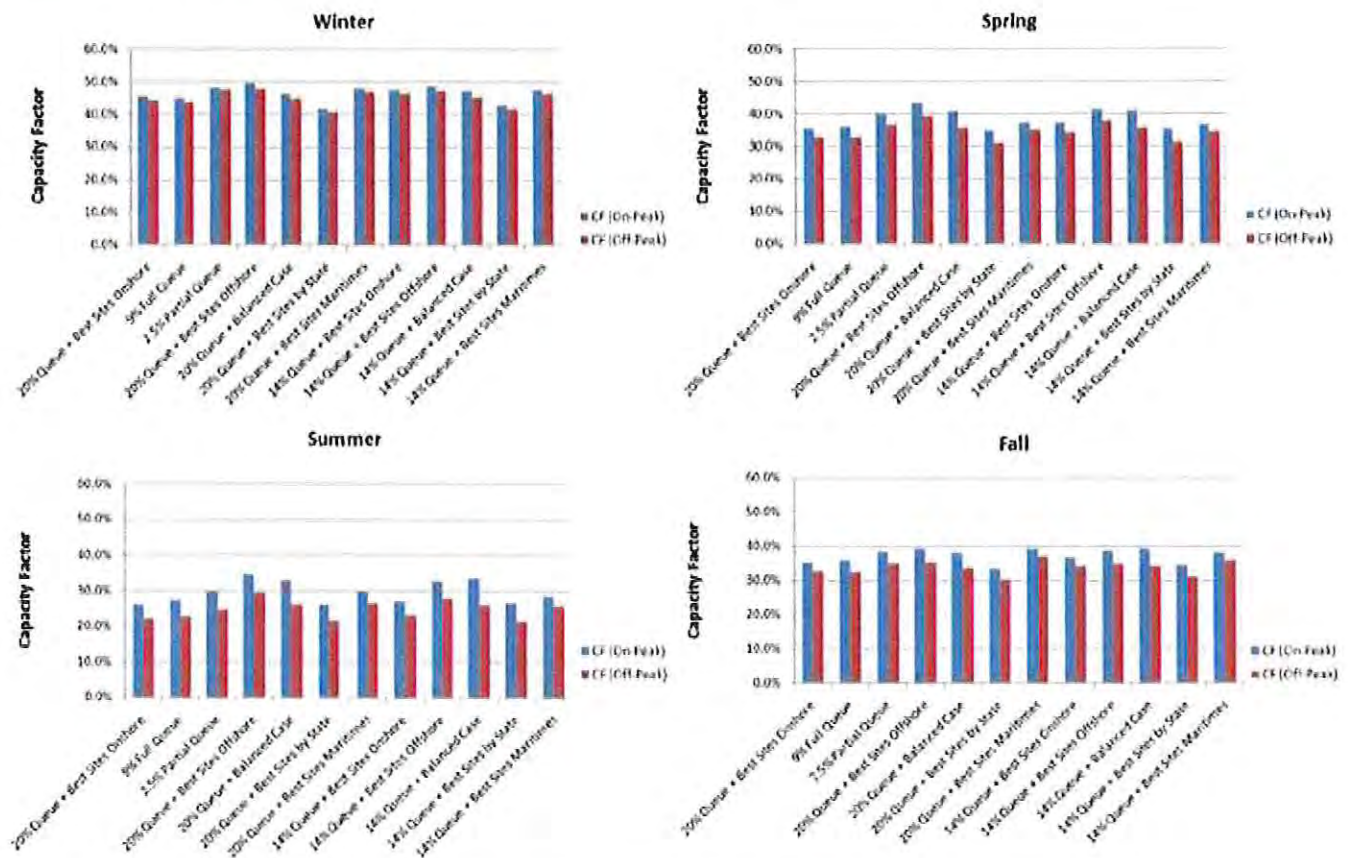 Winter
60.0%
50.0%
40.0%
30.0%
20.0%
10.0%
0.0%
Capacity Factor
CF (On-Peak)
CF (Off-Peak)
20% Queue + Best Sites Onshore
9% Full Queue
2.5% Partial Queue
20% Queue + Best Sites Offshore
20% Queue + Balanced Case
20% Queue + Best Sites by State
20% Queue + Best Sites Maritimes
14% Queue + Best Sites Onshore
14% Queue + Best Sites Offshore
14% Queue + Balanced Case
14% Queue + Best Sites by State
14% Queue + Best Sites Maritimes
Spring
60.0%
50.0%
40.0%
30.0%
20.0%
10.0%
0.0%
Capacity Factor
CF (On-Peak)
CF (Off-Peak)
20% Queue + Best Sites Onshore
9% Full Queue
2.5% Partial Queue
20% Queue + Best Sites Offshore
20% Queue + Balanced Case
20% Queue + Best Sites by State
20% Queue + Best Sites Maritimes
14% Queue + Best Sites Onshore
14% Queue + Best Sites Offshore
14% Queue + Balanced Case
14% Queue + Best Sites by State
14% Queue + Best Sites Maritimes
Summer
60.0%
50.0%
40.0%
30.0%
20.0%
10.0%
0.0%
Capacity Factor
CF (On-Peak)
CF (Off-Peak)
20% Queue + Best Sites Onshore
9% Full Queue
2.5% Partial Queue
20% Queue + Best Sites Offshore
20% Queue + Balanced Case
20% Queue + Best Sites by State
20% Queue + Best Sites Maritimes
14% Queue + Best Sites Onshore
14% Queue + Best Sites Offshore
14% Queue + Balanced Case
14% Queue + Best Sites by State
14% Queue + Best Sites Maritimes
Fall
60.0%
50.0%
40.0%
30.0%
20.0%
10.0%
0.0%
Capacity Factor
CF (On-Peak)
CF (Off-Peak)
20% Queue + Best Sites Onshore
9% Full Queue
2.5% Partial Queue
20% Queue + Best Sites Offshore
20% Queue + Balanced Case
20% Queue + Best Sites by State
20% Queue + Best Sites Maritimes
14% Queue + Best Sites Onshore
14% Queue + Best Sites Offshore
14% Queue + Balanced Case
14% Queue + Best Sites by State
14% Queue + Best Sites Maritimes